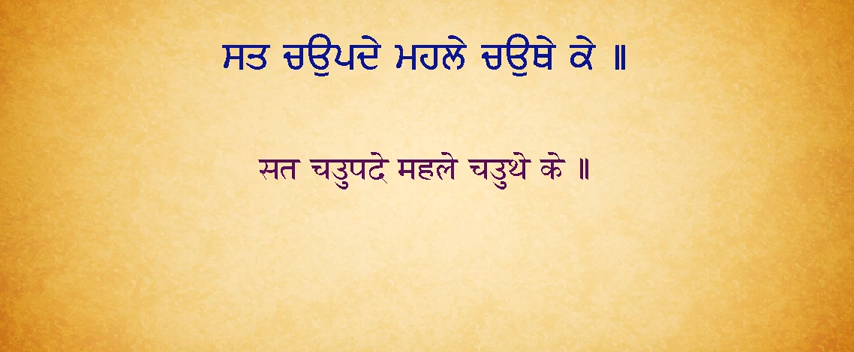 ਸਤ ਚਉਪਦੇ ਮਹਲੇ ਚਉਥੇ ਕੇ ॥
सत चउपदे महले चउथे के ॥